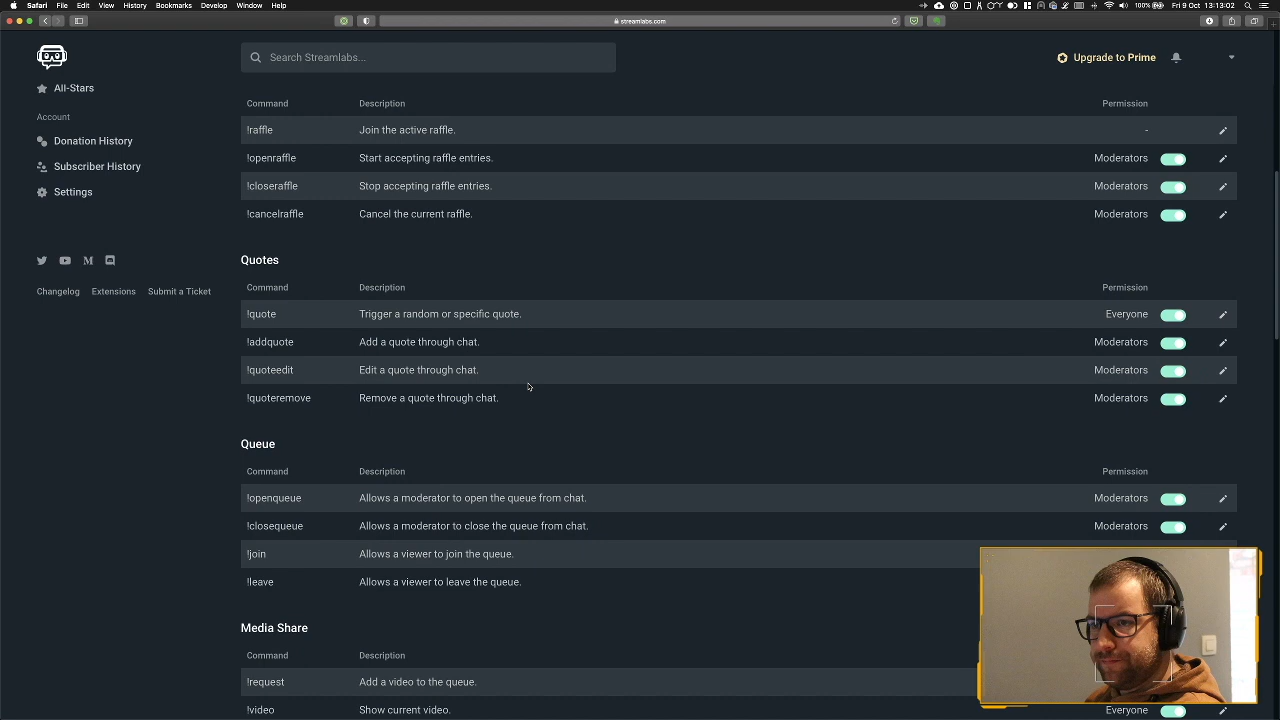 Safari File Edit View History Bookmarks Develop Window Help
100% Fri 9 Oct 13:13:02
streamlabs.com
Search Streamlabs...
Upgrade to Prime
All-Stars
Account
Donation History
Subscriber History
Settings
Changelog Extensions Submit a Ticket
Command Description Permission
!raffle Join the active raffle. -
!openraffle Start accepting raffle entries. Moderators
!closeraffle Stop accepting raffle entries. Moderators
!cancelraffle Cancel the current raffle. Moderators
Quotes
Command Description Permission
!quote Trigger a random or specific quote. Everyone
!addquote Add a quote through chat. Moderators
!quoteedit Edit a quote through chat. Moderators
!quoteremove Remove a quote through chat. Moderators
Queue
Command Description Permission
!openqueue Allows a moderator to open the queue from chat. Moderators
!closequeue Allows a moderator to close the queue from chat. Moderators
!join Allows a viewer to join the queue.
!leave Allows a viewer to leave the queue.
Media Share
Command Description
!request Add a video to the queue.
!video Show current video. Everyone